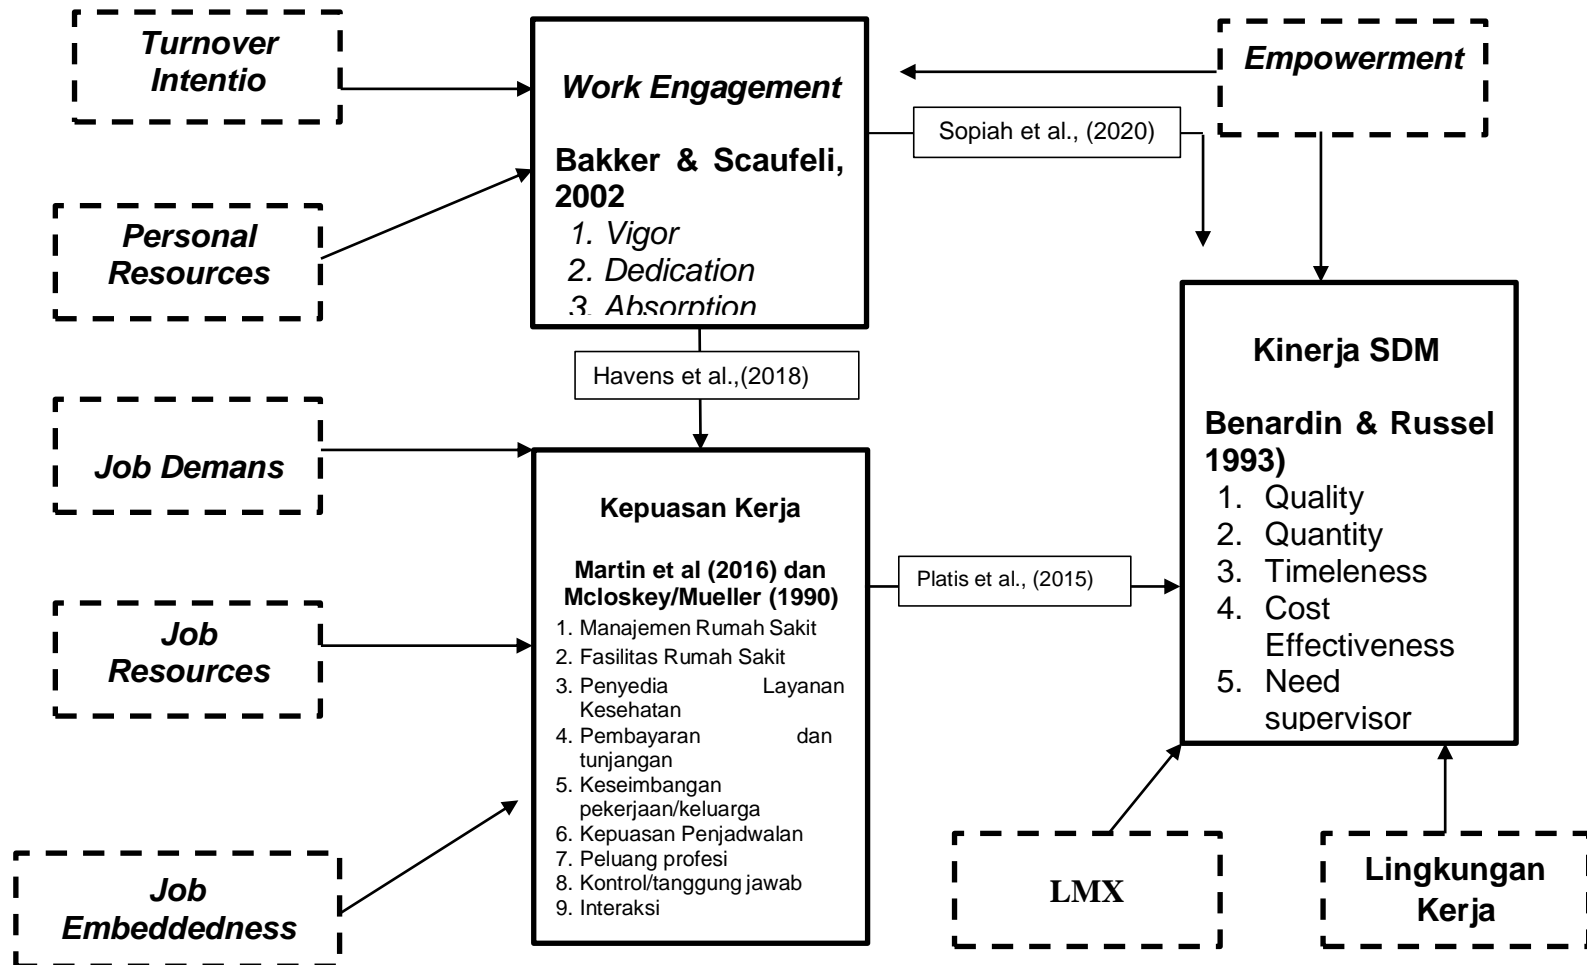 Turnover
Intentio
Personal
Resources
Job Demans
Job
Resources
Job
Embeddedness
Work Engagement
Bakker & Scaufeli,
2002
1. Vigor
2. Dedication
3. Absorption
Havens et al.,(2018)
Kepuasan Kerja
Martin et al (2016) dan
Mcloskey/Mueller (1990)
1. Manajemen Rumah Sakit
2. Fasilitas Rumah Sakit
3. Penyedia Layanan
Kesehatan
4. Pembayaran dan
tunjangan
5. Keseimbangan
pekerjaan/keluarga
6. Kepuasan Penjadwalan
7. Peluang profesi
8. Kontrol/tanggung jawab
9. Interaksi
Sopiah et al., (2020)
Platis et al., (2015)
Empowerment
Kinerja SDM
Benardin & Russel
1993)
1. Quality
2. Quantity
3. Timeleness
4. Cost
Effectiveness
5. Need
supervisor
LMX
Lingkungan
Kerja